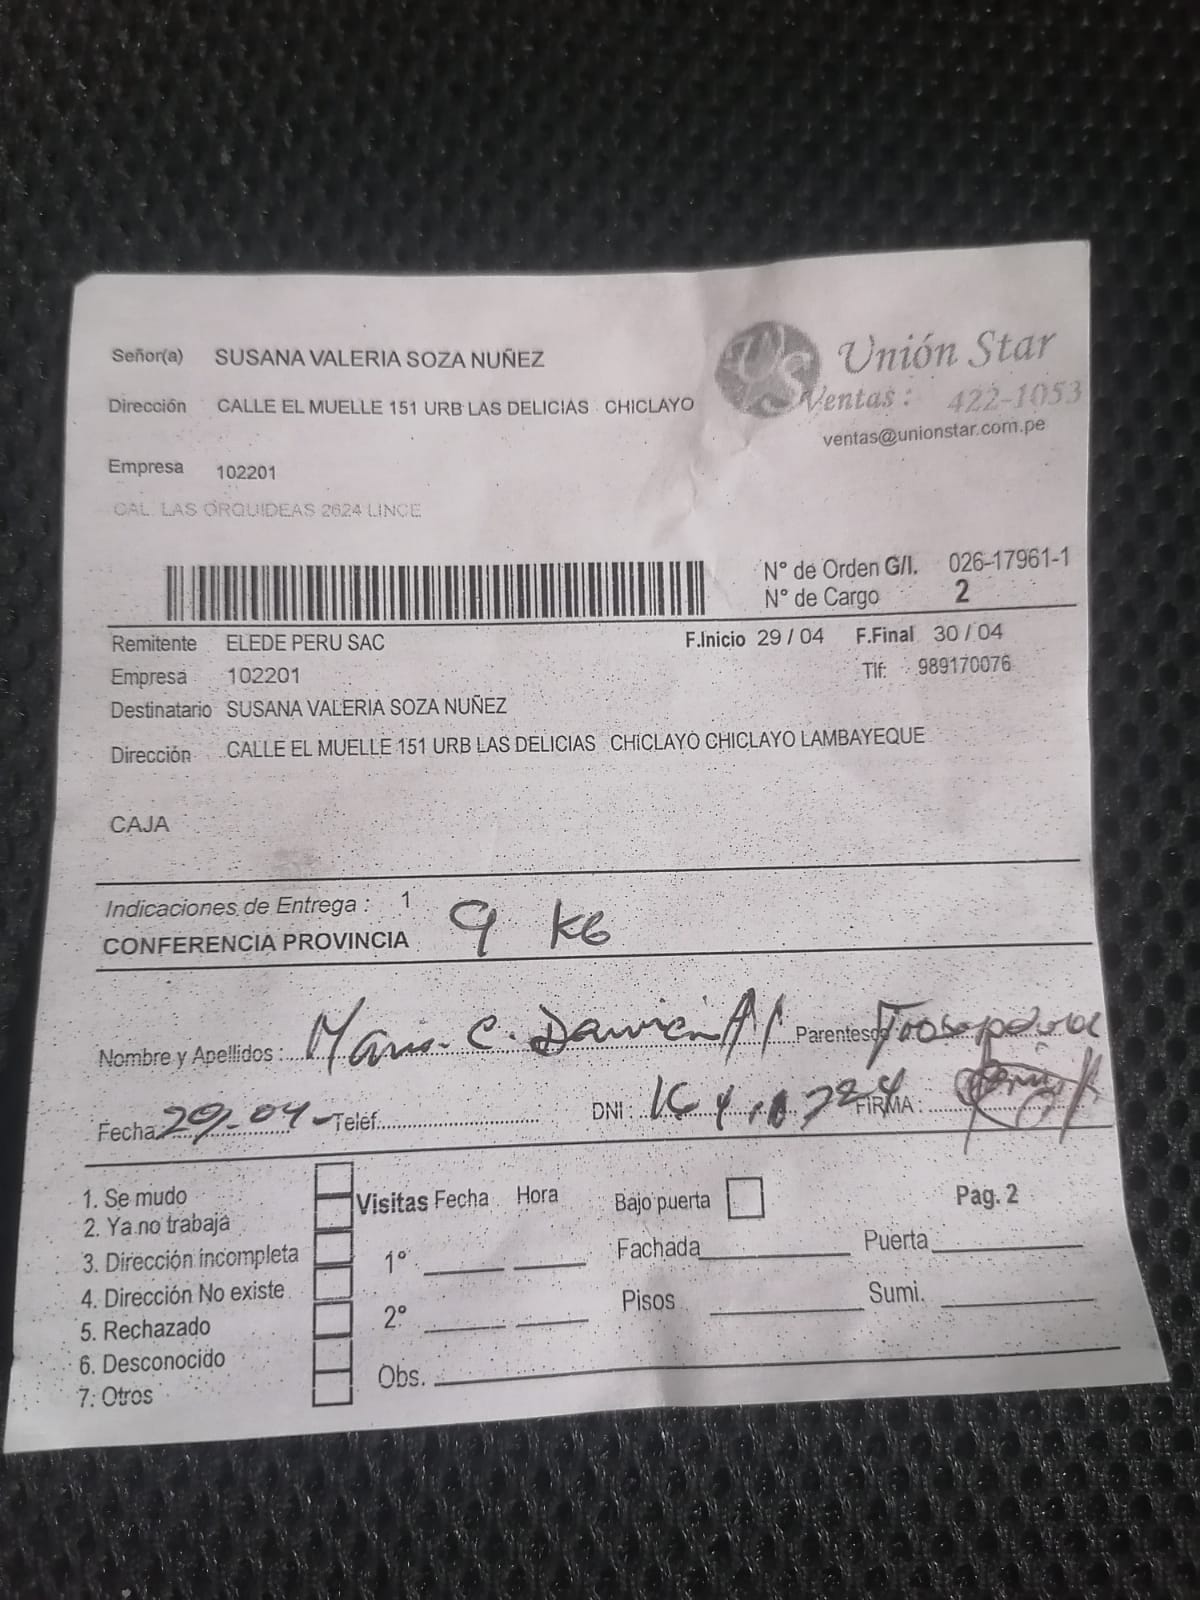 Señor(a) SUSANA VALERIA SOZA NUÑEZ
US Unión Star
Dirección CALLE EL MUELLE 151 URB LAS DELICIAS CHICLAYO
Ventas : 422-1053
ventas@unionstar.com.pe
Empresa 102201
CAL. LAS ORQUIDEAS 2624 LINCE
N° de Orden G/I. 026-17961-1
N° de Cargo 2
Remitente ELEDE PERU SAC F.Inicio 29 / 04 F.Final 30 / 04
Empresa 102201 Tlf: 989170076
Destinatario SUSANA VALERIA SOZA NUÑEZ
Dirección CALLE EL MUELLE 151 URB LAS DELICIAS CHICLAYO CHICLAYO LAMBAYEQUE
CAJA
Indicaciones de Entrega : 1
CONFERENCIA PROVINCIA 9 KG
Nombre y Apellidos : C. Parentesco
Fecha 29-04- Teléf: DNI : FIRMA :
1. Se mudo
2. Ya no trabaja
3. Dirección incompleta
4. Dirección No existe
5. Rechazado
6. Desconocido
7. Otros
Visitas Fecha Hora
1°
2°
Obs.
Bajo puerta Pag. 2
Fachada Puerta
Pisos Sumi.